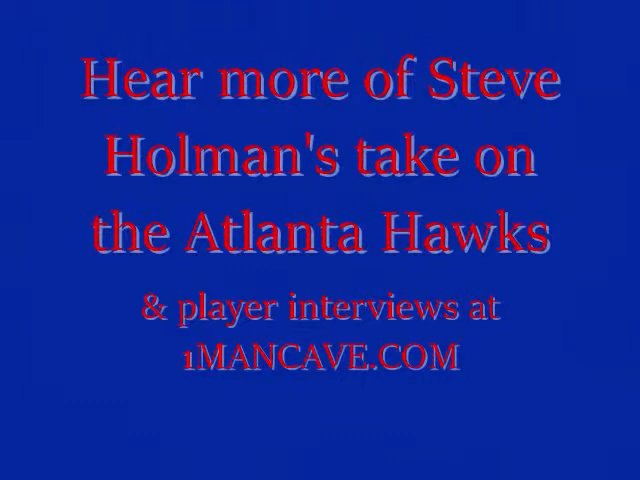 Hear more of Steve
Holman's take on
the Atlanta Hawks
& player interviews at
1MANCAVE.COM